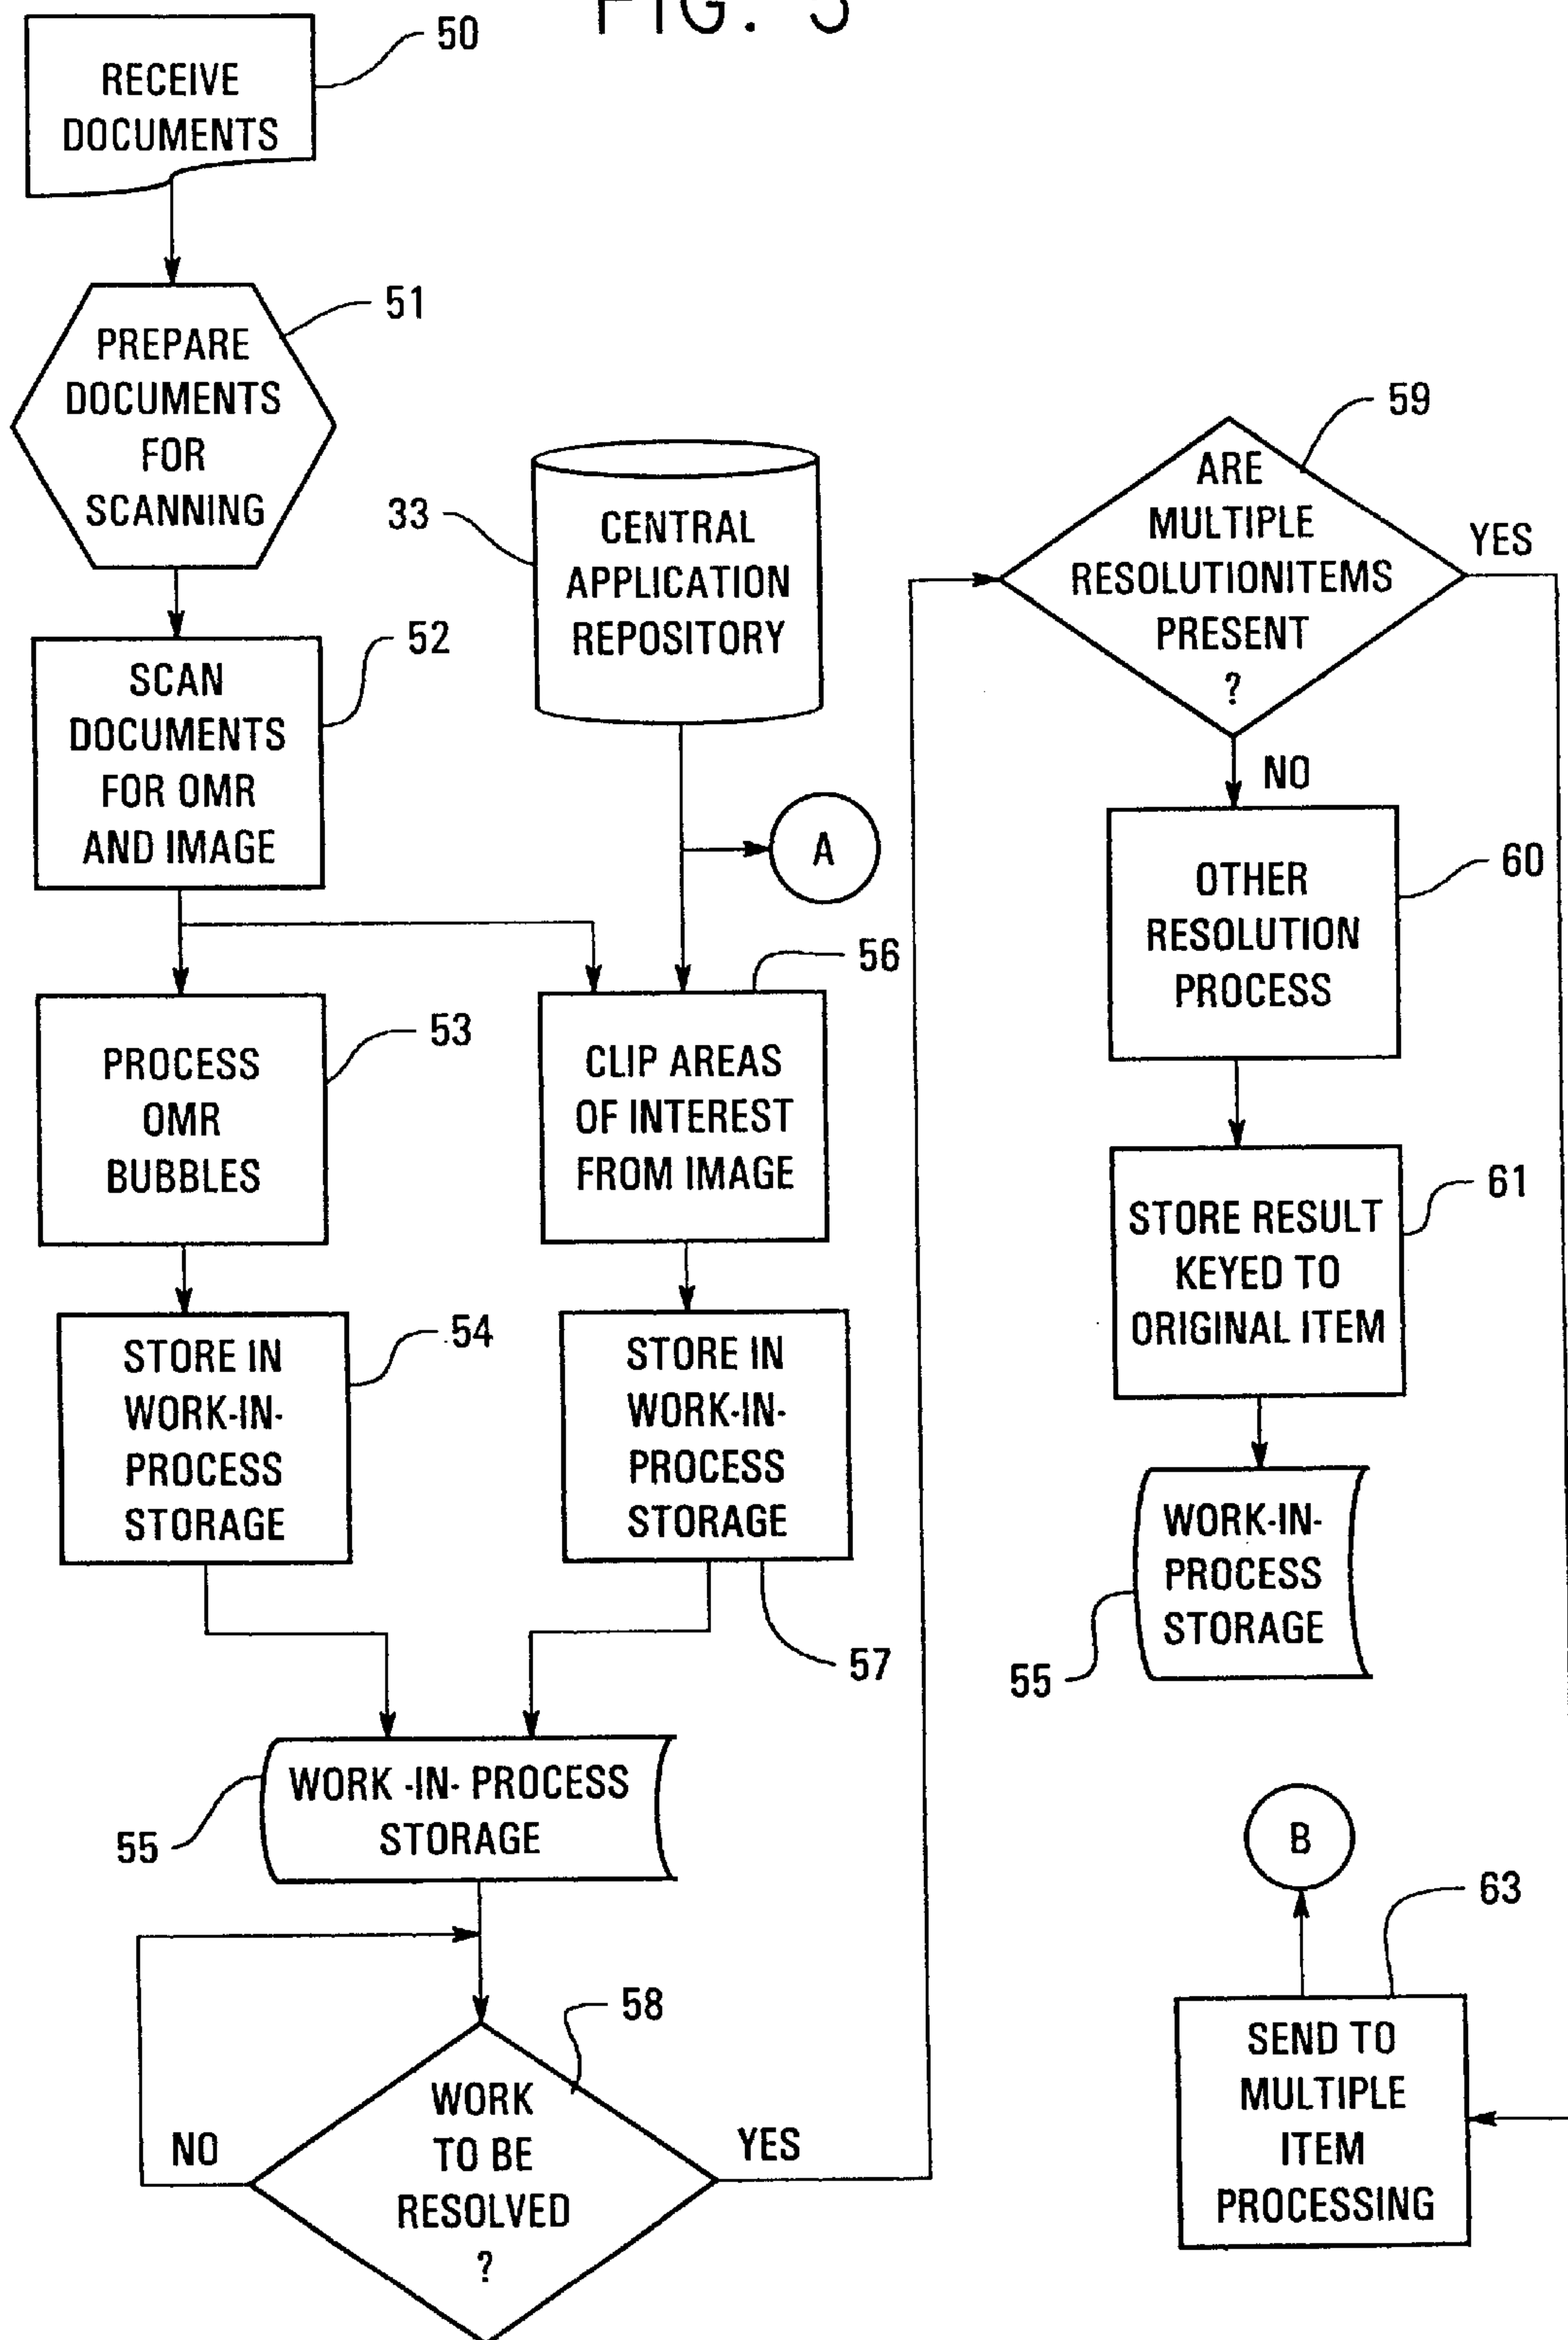 FIG. 5
50
RECEIVE
DOCUMENTS
51
PREPARE
DOCUMENTS
FOR
SCANNING
52
SCAN
DOCUMENTS
FOR OMR
AND IMAGE
33
CENTRAL
APPLICATION
REPOSITORY
A
53
PROCESS
OMR
BUBBLES
56
CLIP AREAS
OF INTEREST
FROM IMAGE
54
STORE IN
WORK-IN-
PROCESS
STORAGE
STORE IN
WORK-IN-
PROCESS
STORAGE
57
55
WORK -IN- PROCESS
STORAGE
58
WORK
TO BE
RESOLVED
?
NO
YES
59
ARE
MULTIPLE
RESOLUTIONITEMS
PRESENT
?
YES
NO
60
OTHER
RESOLUTION
PROCESS
61
STORE RESULT
KEYED TO
ORIGINAL ITEM
WORK-IN-
PROCESS
STORAGE
55
B
63
SEND TO
MULTIPLE
ITEM
PROCESSING